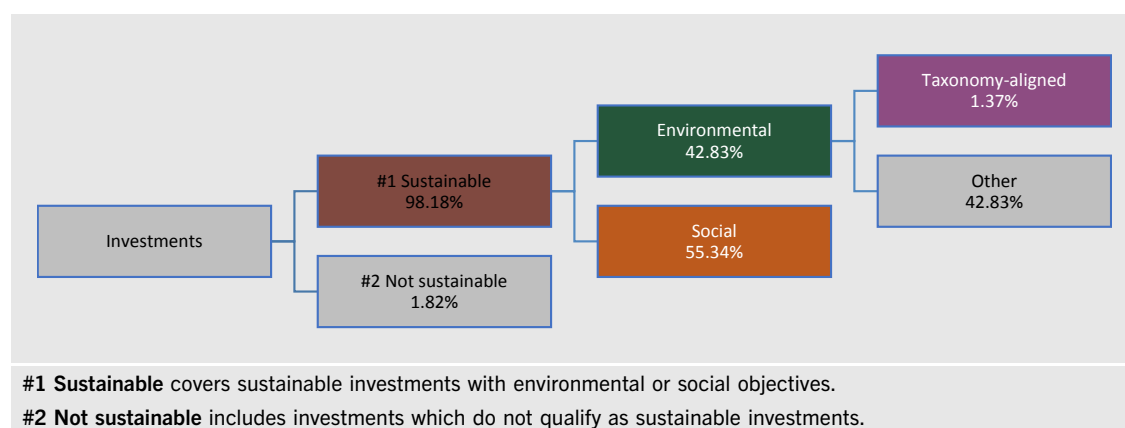 Investments
#1 Sustainable
98.18%
#2 Not sustainable
1.82%
Environmental
42.83%
Social
55.34%
Taxonomy-aligned
1.37%
Other
42.83%
#1 Sustainable covers sustainable investments with environmental or social objectives.
#2 Not sustainable includes investments which do not qualify as sustainable investments.